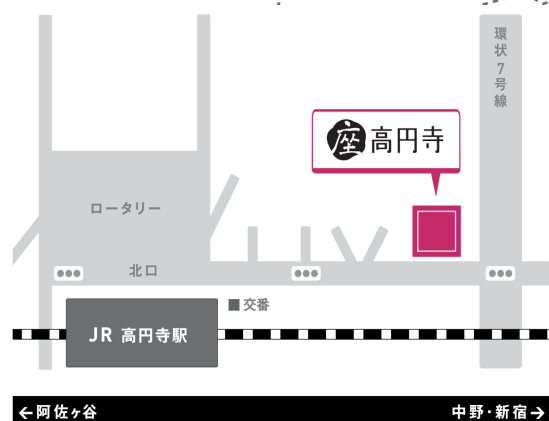 環状7号線
座高円寺
ロータリー
北口
交番
JR 高円寺駅
←阿佐ヶ谷
中野・新宿→